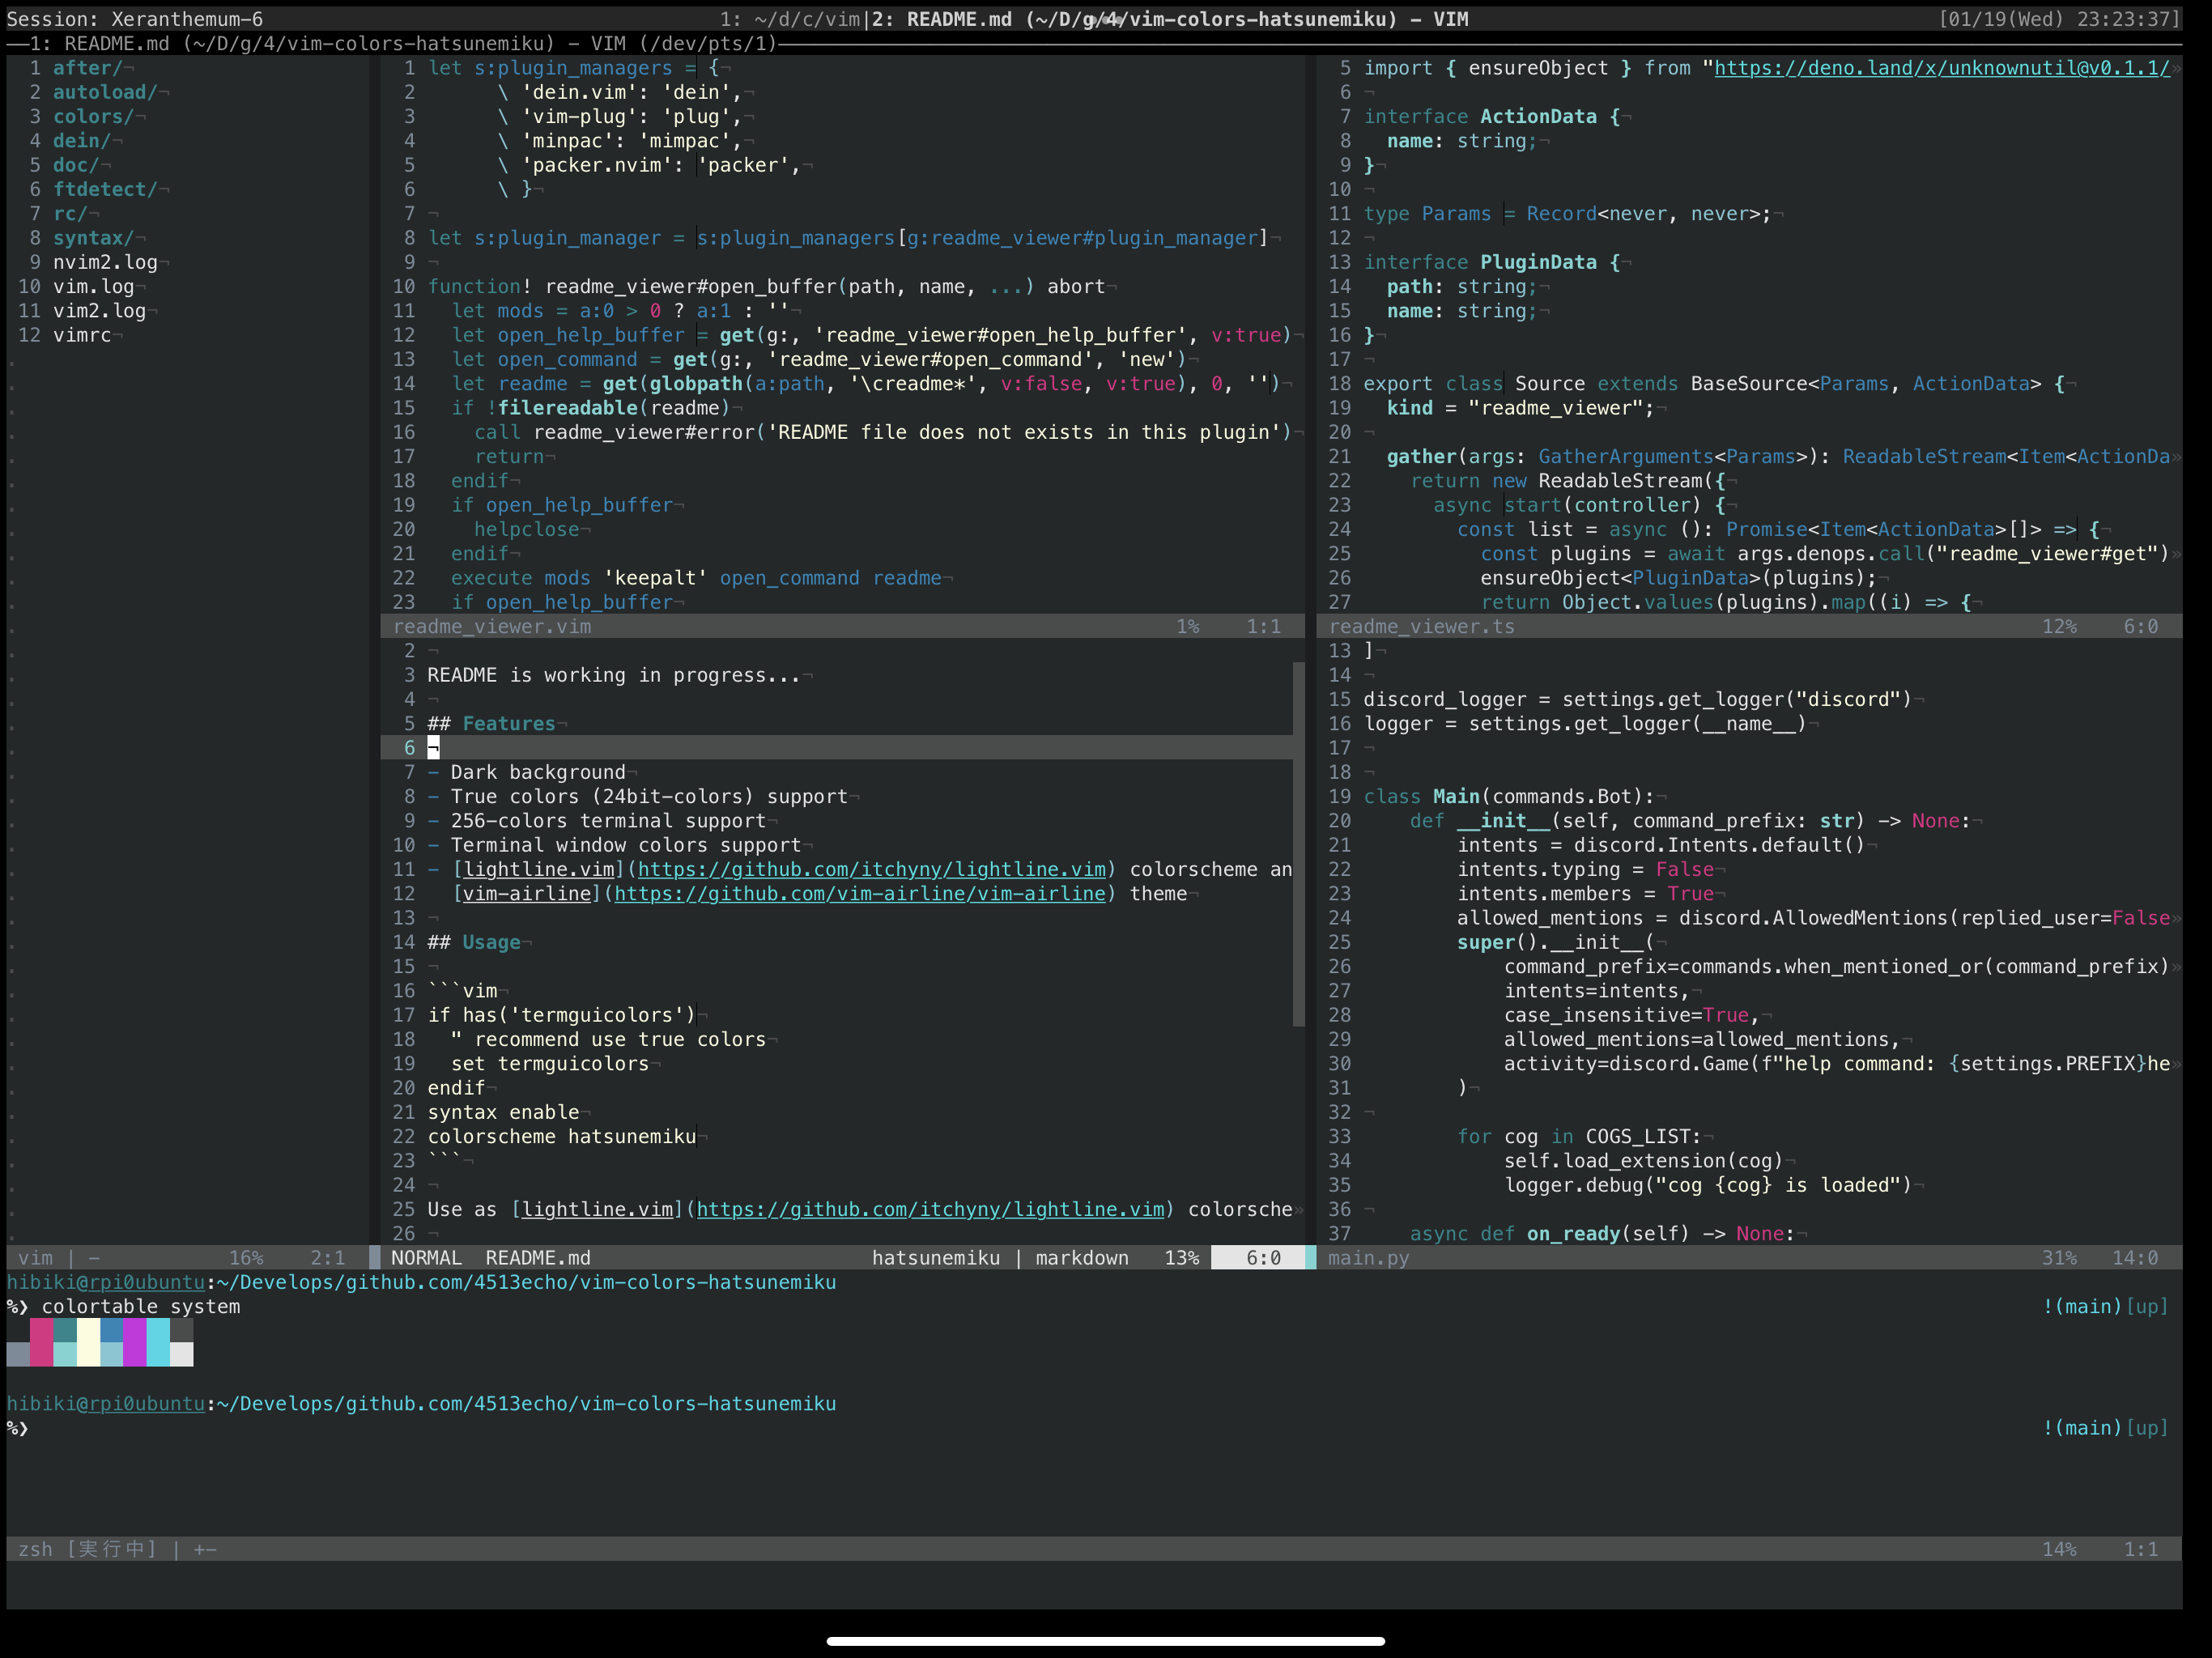 Session: Xeranthemum-6
1: ~/d/c/vim|2: README.md (~/D/g/4/vim-colors-hatsunemiku) - VIM
[01/19(Wed) 23:23:37]
1: README.md (~/D/g/4/vim-colors-hatsunemiku) - VIM (/dev/pts/1)
1 after/¬
2 autoload/¬
3 colors/¬
4 dein/¬
5 doc/¬
6 ftdetect/¬
7 rc/¬
8 syntax/¬
9 nvim2.log¬
10 vim.log¬
11 vim2.log¬
12 vimrc¬
vim | - 16% 2:1
1 let s:plugin_managers = {¬
2 \ 'dein.vim': 'dein',¬
3 \ 'vim-plug': 'plug',¬
4 \ 'minpac': 'mimpac',¬
5 \ 'packer.nvim': 'packer',¬
6 \ }¬
7 ¬
8 let s:plugin_manager = s:plugin_managers[g:readme_viewer#plugin_manager]¬
9 ¬
10 function! readme_viewer#open_buffer(path, name, ...) abort¬
11 let mods = a:0 > 0 ? a:1 : ''¬
12 let open_help_buffer = get(g:, 'readme_viewer#open_help_buffer', v:true)¬
13 let open_command = get(g:, 'readme_viewer#open_command', 'new')¬
14 let readme = get(globpath(a:path, '\creadme*', v:false, v:true), 0, '')¬
15 if !filereadable(readme)¬
16 call readme_viewer#error('README file does not exists in this plugin')¬
17 return¬
18 endif¬
19 if open_help_buffer¬
20 helpclose¬
21 endif¬
22 execute mods 'keepalt' open_command readme¬
23 if open_help_buffer¬
readme_viewer.vim 1% 1:1
2 ¬
3 README is working in progress...¬
4 ¬
5 ## Features¬
6 ¬
7 - Dark background¬
8 - True colors (24bit-colors) support¬
9 - 256-colors terminal support¬
10 - Terminal window colors support¬
11 - [lightline.vim](https://github.com/itchyny/lightline.vim) colorscheme an
12 [vim-airline](https://github.com/vim-airline/vim-airline) theme¬
13 ¬
14 ## Usage¬
15 ¬
16 ```vim¬
17 if has('termguicolors')¬
18 " recommend use true colors¬
19 set termguicolors¬
20 endif¬
21 syntax enable¬
22 colorscheme hatsunemiku¬
23 ```¬
24 ¬
25 Use as [lightline.vim](https://github.com/itchyny/lightline.vim) colorsche»
26 ¬
NORMAL README.md hatsunemiku | markdown 13% 6:0
5 import { ensureObject } from "https://deno.land/x/unknownutil@v0.1.1/»
6 ¬
7 interface ActionData {¬
8 name: string;¬
9 }¬
10 ¬
11 type Params = Record<never, never>;¬
12 ¬
13 interface PluginData {¬
14 path: string;¬
15 name: string;¬
16 }¬
17 ¬
18 export class Source extends BaseSource<Params, ActionData> {¬
19 kind = "readme_viewer";¬
20 ¬
21 gather(args: GatherArguments<Params>): ReadableStream<Item<ActionDa»
22 return new ReadableStream({¬
23 async start(controller) {¬
24 const list = async (): Promise<Item<ActionData>[]> => {¬
25 const plugins = await args.denops.call("readme_viewer#get")»
26 ensureObject<PluginData>(plugins);¬
27 return Object.values(plugins).map((i) => {¬
readme_viewer.ts 12% 6:0
13 ]¬
14 ¬
15 discord_logger = settings.get_logger("discord")¬
16 logger = settings.get_logger(__name__)¬
17 ¬
18 ¬
19 class Main(commands.Bot):¬
20 def __init__(self, command_prefix: str) -> None:¬
21 intents = discord.Intents.default()¬
22 intents.typing = False¬
23 intents.members = True¬
24 allowed_mentions = discord.AllowedMentions(replied_user=False»
25 super().__init__(¬
26 command_prefix=commands.when_mentioned_or(command_prefix)»
27 intents=intents,¬
28 case_insensitive=True,¬
29 allowed_mentions=allowed_mentions,¬
30 activity=discord.Game(f"help command: {settings.PREFIX}he»
31 )¬
32 ¬
33 for cog in COGS_LIST:¬
34 self.load_extension(cog)¬
35 logger.debug("cog {cog} is loaded")¬
36 ¬
37 async def on_ready(self) -> None:¬
main.py 31% 14:0
hibiki@rpi0ubuntu:~/Develops/github.com/4513echo/vim-colors-hatsunemiku
%❯ colortable system !(main)[up]
hibiki@rpi0ubuntu:~/Develops/github.com/4513echo/vim-colors-hatsunemiku
%❯ !(main)[up]
zsh [実行中] | +- 14% 1:1